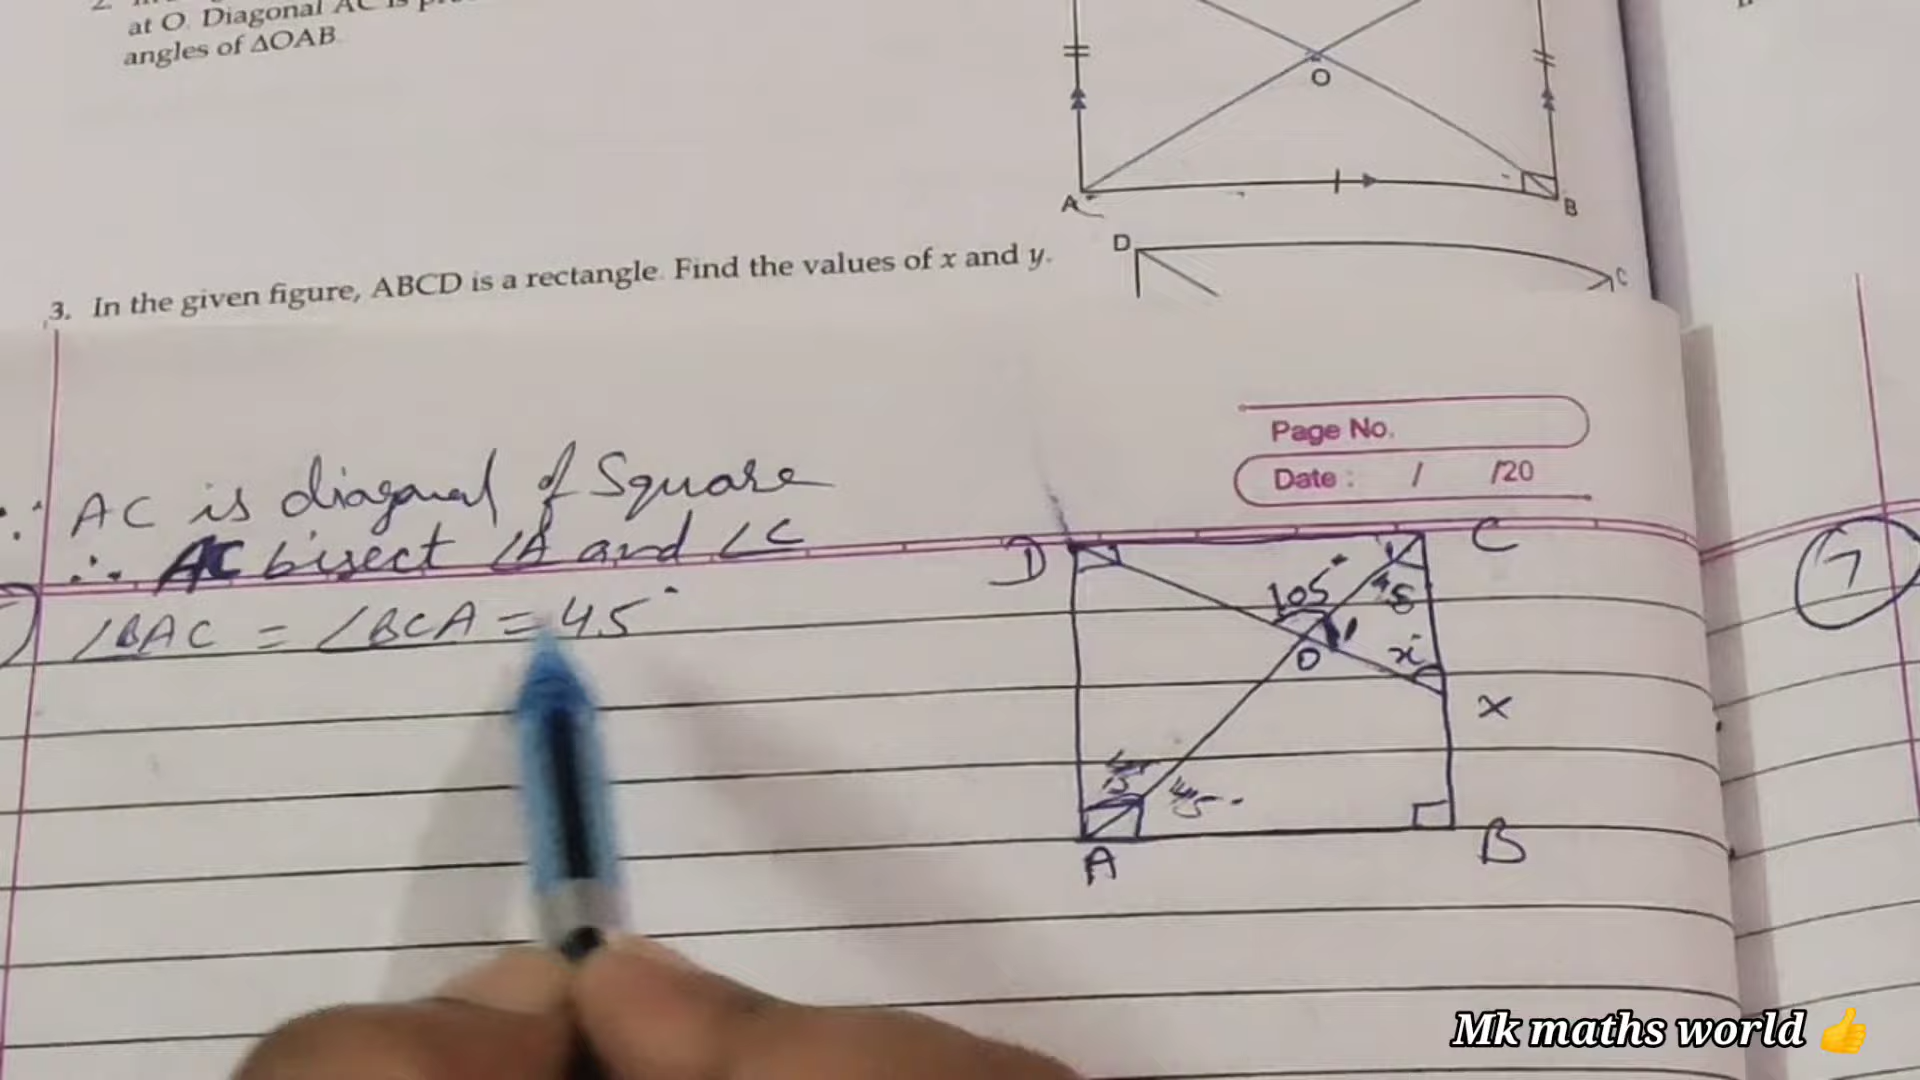 at O. Diagonal AC is
angles of ΔOAB.
O
A
B
3. In the given figure, ABCD is a rectangle. Find the values of x and y.
D
C
Page No.
Date : / /20
∵ AC is diagonal of Square
∴ AC bisect ∠A and ∠C
∠BAC = ∠BCA = 45°
D
C
105°
45
O
x
X
45
45°
A
B
7
Mk maths world 👍